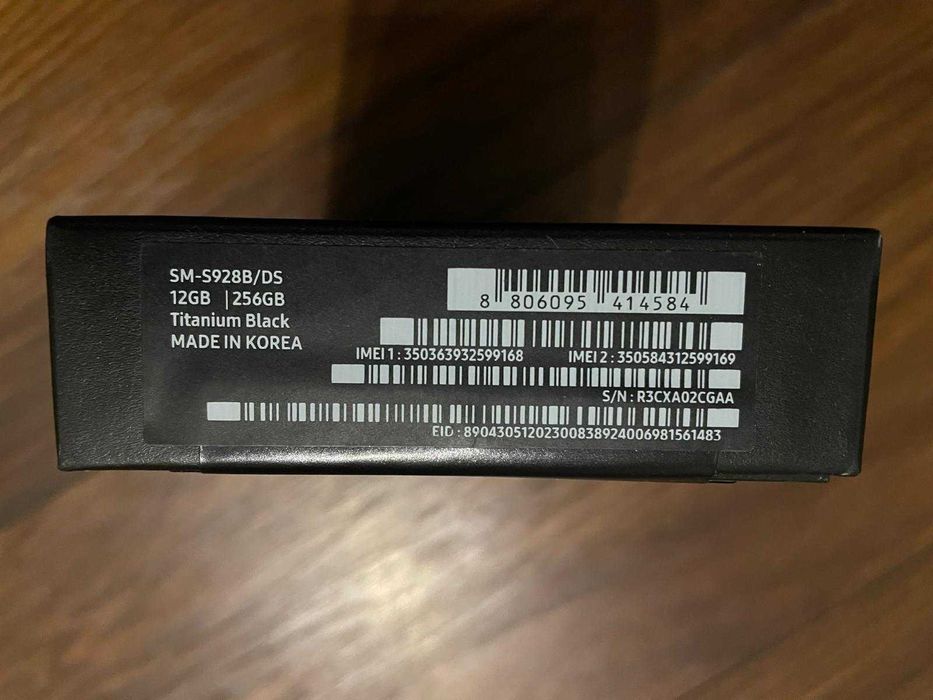 SM-S928B/DS
12GB | 256GB
Titanium Black
MADE IN KOREA
8 806095 414584
IMEI 1 : 350363932599168
IMEI 2 : 350584312599169
S/N : R3CXA02CGAA
EID : 89043051202300838924006981561483